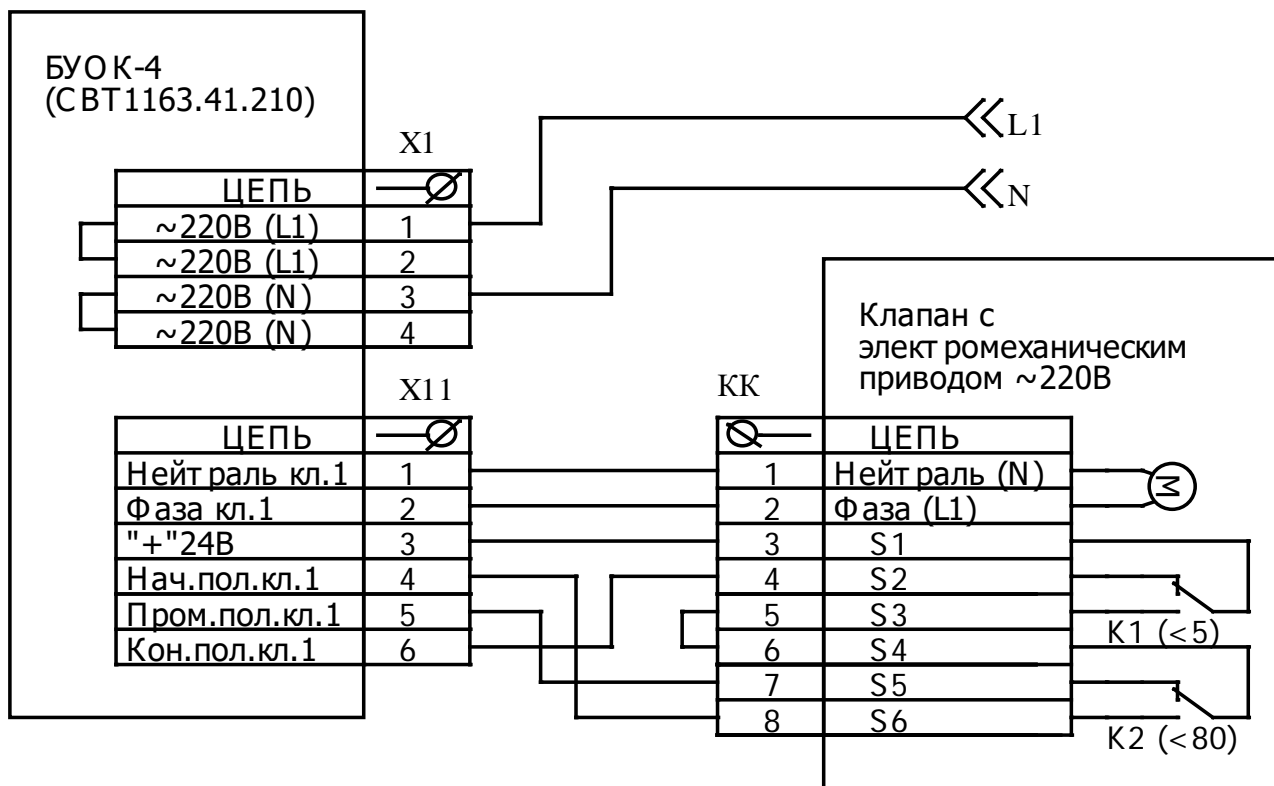 БУОК-4
(СВТ1163.41.210)
X1
L1
ЦЕПЬ
~220В (L1) 1
~220В (L1) 2
~220В (N) 3
~220В (N) 4
N
Клапан с
электромеханическим
приводом ~220В
X11
ЦЕПЬ
Нейтраль кл.1 1
Фаза кл.1 2
"+"24В 3
Нач.пол.кл.1 4
Пром.пол.кл.1 5
Кон.пол.кл.1 6
КК
ЦЕПЬ
1 Нейтраль (N)
2 Фаза (L1)
3 S1
4 S2
5 S3
6 S4
7 S5
8 S6
M
K1 (<5)
K2 (<80)